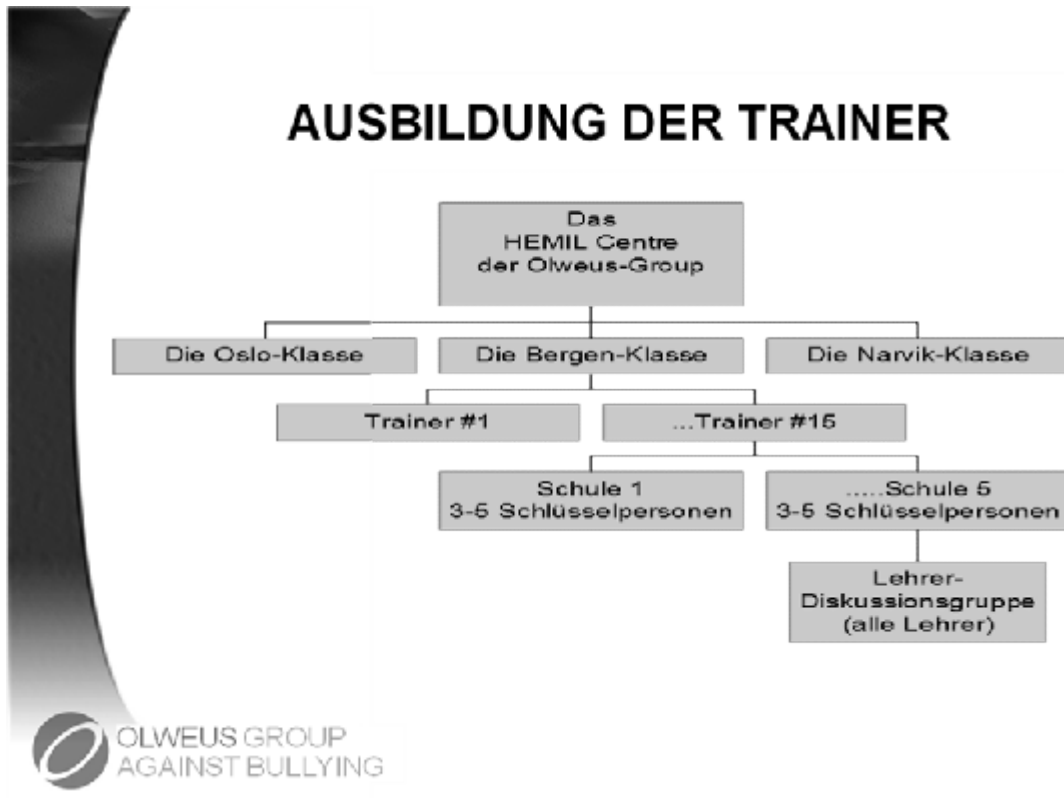 AUSBILDUNG DER TRAINER
Das
HEMIL Centre
der Olweus-Group
Die Oslo-Klasse
Die Bergen-Klasse
Die Narvik-Klasse
Trainer #1
...Trainer #15
Schule 1
3-5 Schlüsselpersonen
.....Schule 5
3-5 Schlüsselpersonen
Lehrer-
Diskussionsgruppe
(alle Lehrer)
OLWEUS GROUP
AGAINST BULLYING